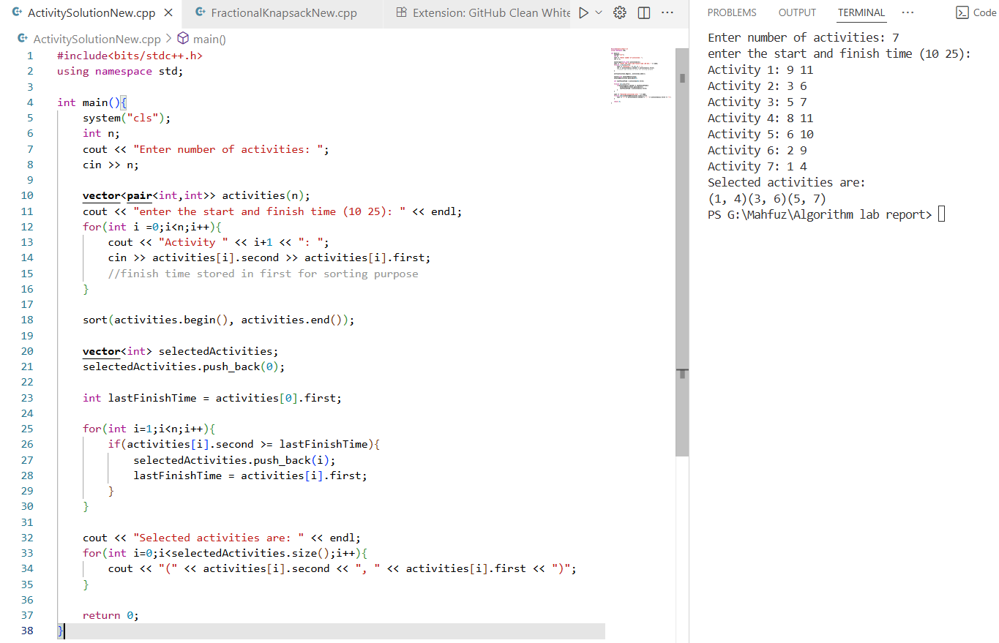 ActivitySolutionNew.cpp
FractionalKnapsackNew.cpp
Extension: GitHub Clean White
ActivitySolutionNew.cpp > main()
1 #include<bits/stdc++.h>
2 using namespace std;
3
4 int main(){
5     system("cls");
6     int n;
7     cout << "Enter number of activities: ";
8     cin >> n;
9
10     vector<pair<int,int>> activities(n);
11     cout << "enter the start and finish time (10 25): " << endl;
12     for(int i =0;i<n;i++){
13         cout << "Activity " << i+1 << ": ";
14         cin >> activities[i].second >> activities[i].first;
15         //finish time stored in first for sorting purpose
16     }
17
18     sort(activities.begin(), activities.end());
19
20     vector<int> selectedActivities;
21     selectedActivities.push_back(0);
22
23     int lastFinishTime = activities[0].first;
24
25     for(int i=1;i<n;i++){
26         if(activities[i].second >= lastFinishTime){
27             selectedActivities.push_back(i);
28             lastFinishTime = activities[i].first;
29         }
30     }
31
32     cout << "Selected activities are: " << endl;
33     for(int i=0;i<selectedActivities.size();i++){
34         cout << "(" << activities[i].second << ", " << activities[i].first << ")";
35     }
36
37     return 0;
38 }
PROBLEMS OUTPUT TERMINAL ··· Code
Enter number of activities: 7
enter the start and finish time (10 25):
Activity 1: 9 11
Activity 2: 3 6
Activity 3: 5 7
Activity 4: 8 11
Activity 5: 6 10
Activity 6: 2 9
Activity 7: 1 4
Selected activities are:
(1, 4)(3, 6)(5, 7)
PS G:\Mahfuz\Algorithm lab report>